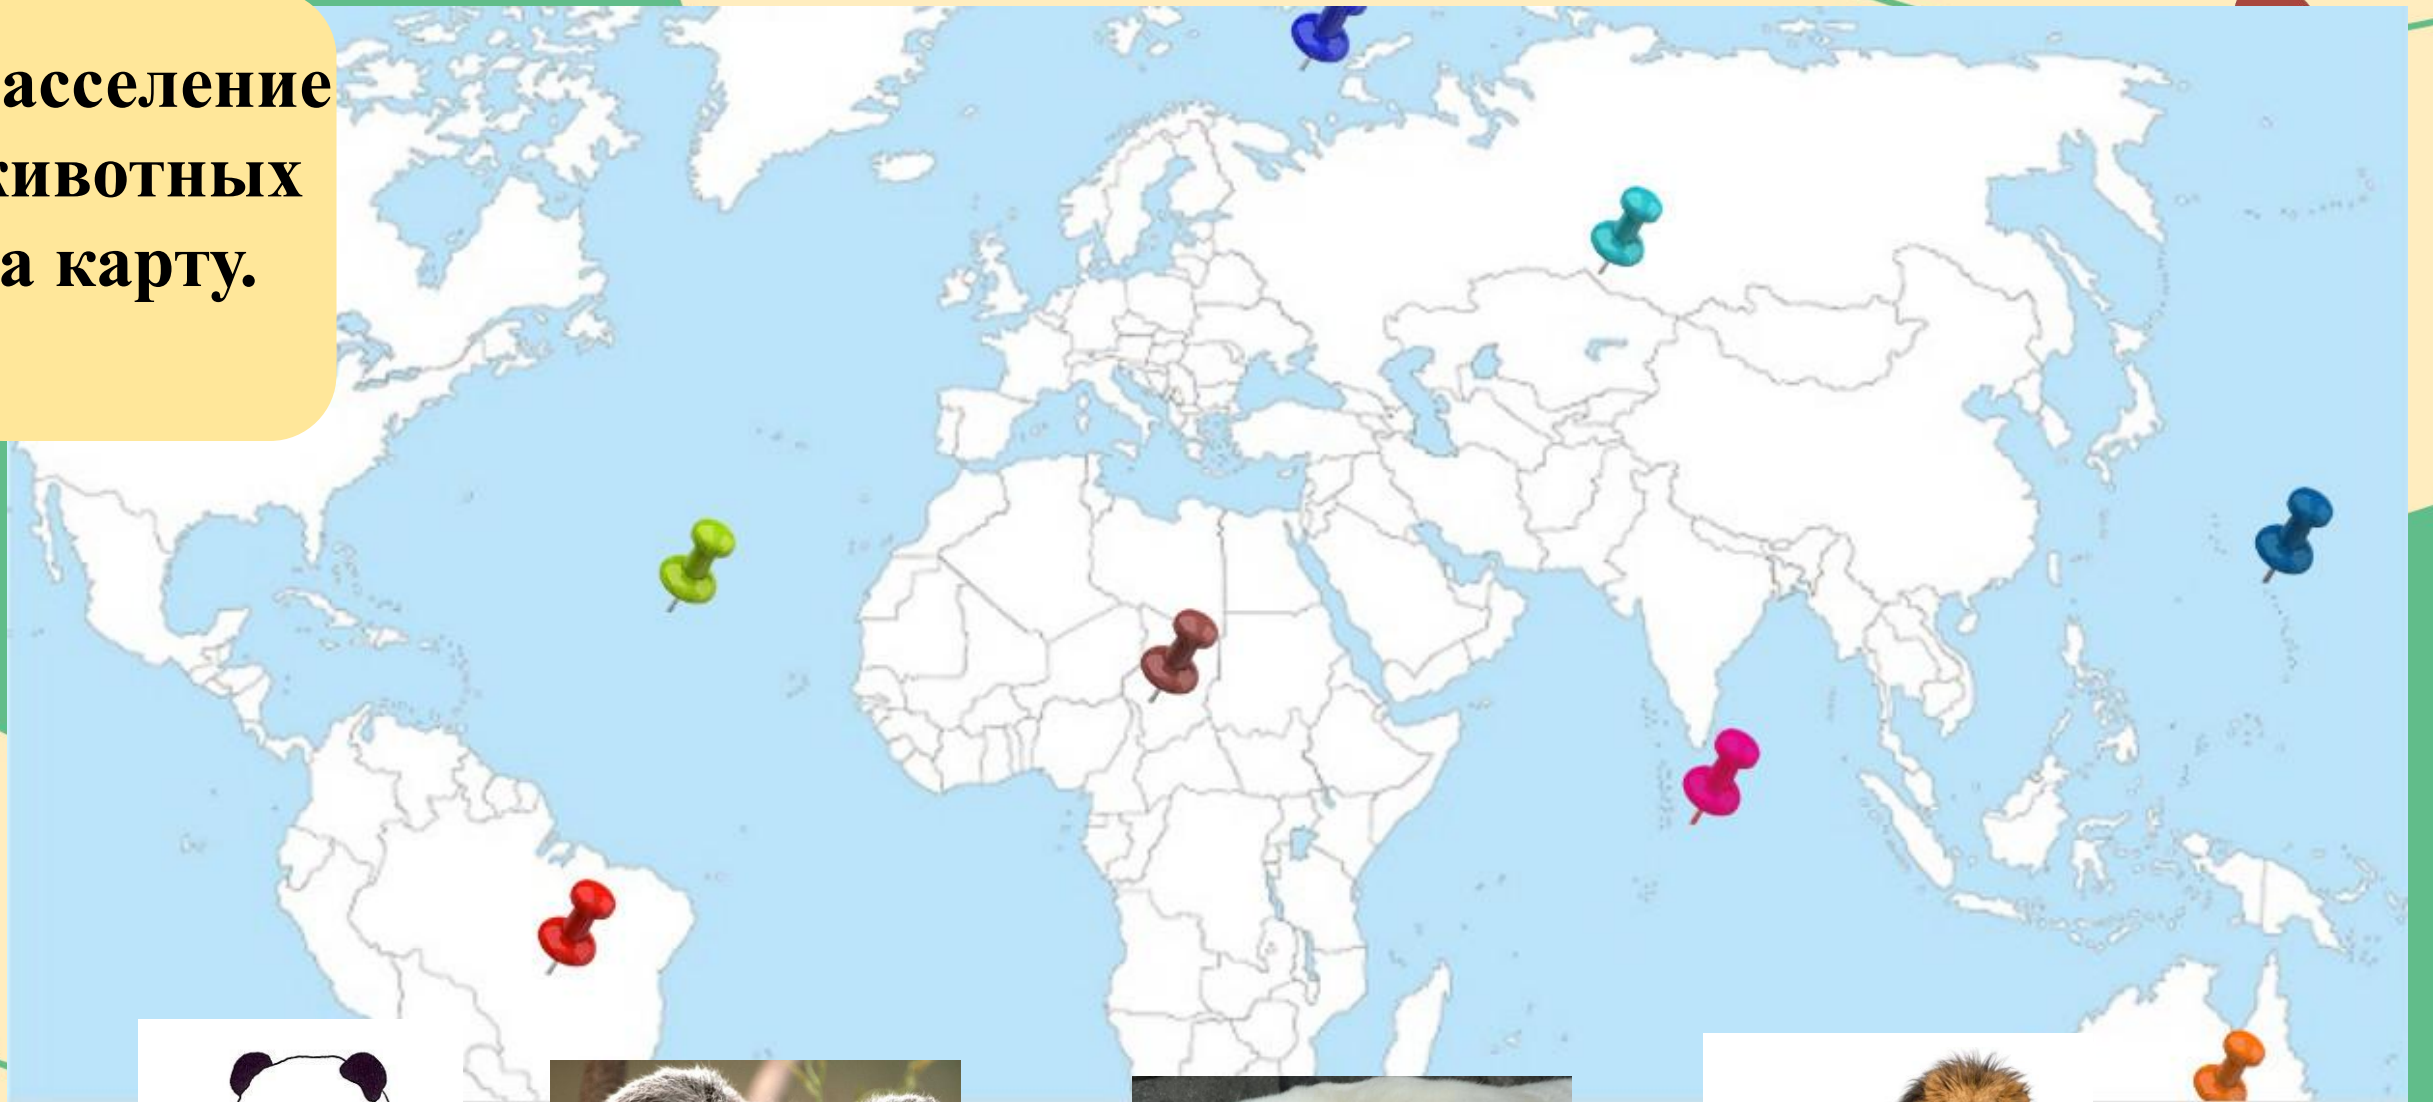 асселение
ивотных
а карту.